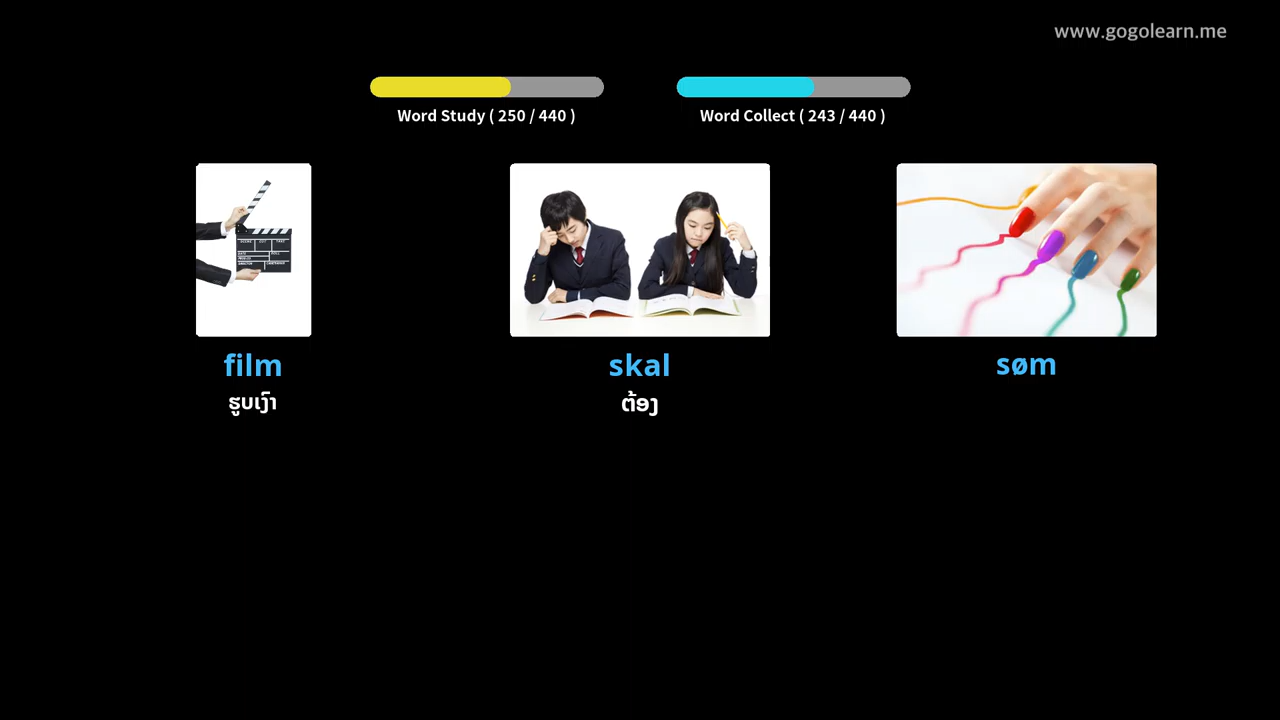 www.gogolearn.me
Word Study ( 250 / 440 )
Word Collect ( 243 / 440 )
film
skal
søm
ຮູບເງົາ
ຕ້ອງ